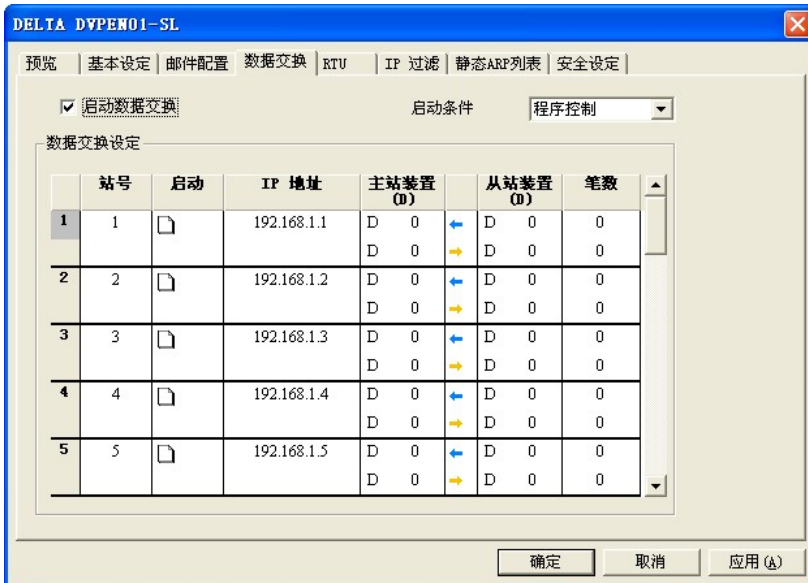 DELTA DVPEN01-SL
预览 基本设定 邮件配置 数据交换 RTU IP 过滤 静态ARP列表 安全设定
启动数据交换 启动条件 程序控制
数据交换设定
站号 启动 IP 地址 主站装置 (D) 从站装置 (D) 笔数
1 1 192.168.1.1 D 0 D 0 0
D 0 D 0 0
2 2 192.168.1.2 D 0 D 0 0
D 0 D 0 0
3 3 192.168.1.3 D 0 D 0 0
D 0 D 0 0
4 4 192.168.1.4 D 0 D 0 0
D 0 D 0 0
5 5 192.168.1.5 D 0 D 0 0
D 0 D 0 0
确定 取消 应用(A)